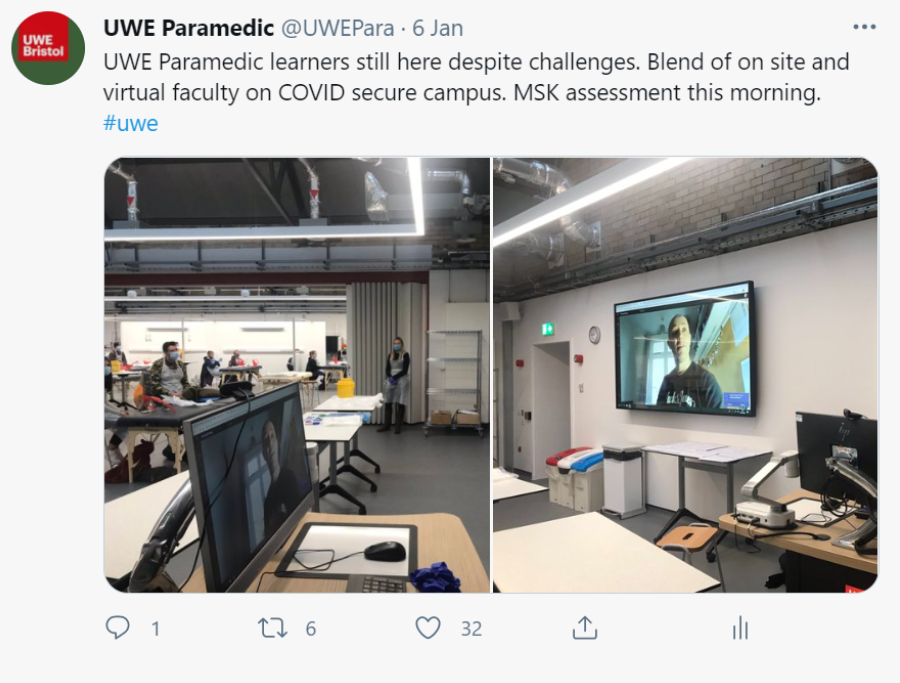 UWE
Bristol
UWE Paramedic @UWEPara · 6 Jan
UWE Paramedic learners still here despite challenges. Blend of on site and
virtual faculty on COVID secure campus. MSK assessment this morning.
#uwe
hp
1
6
32